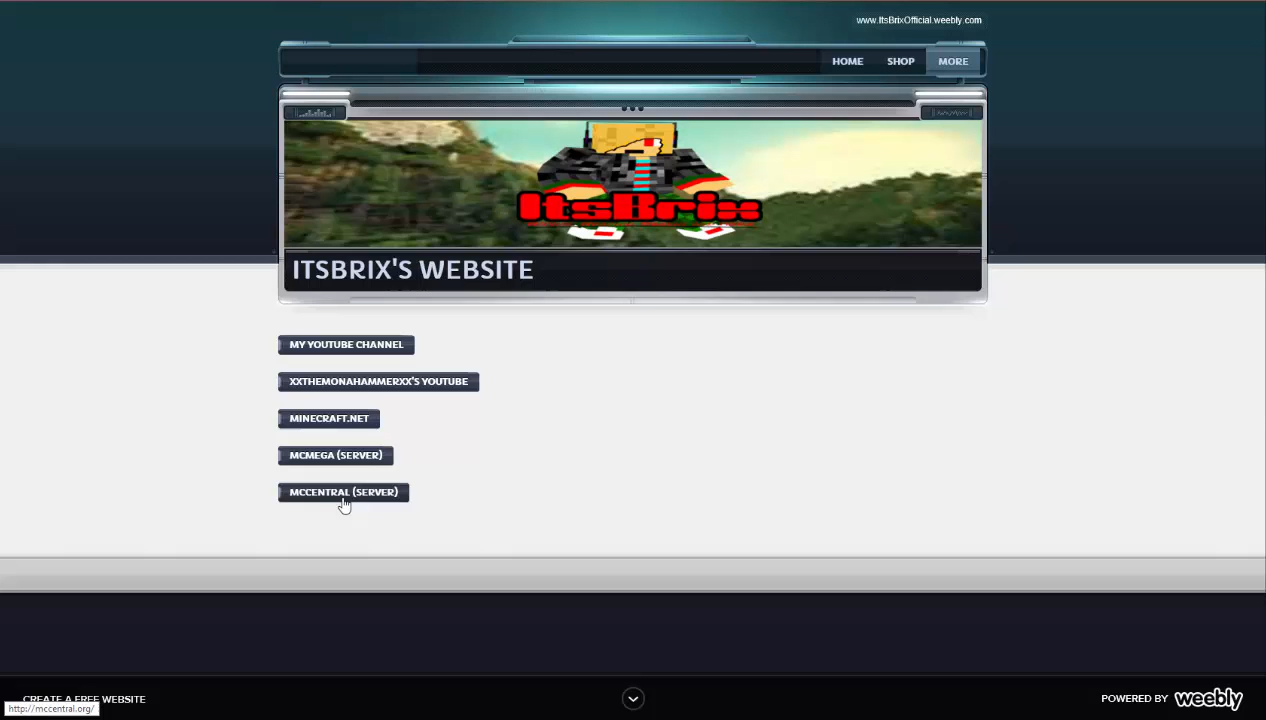 www.ItsBrixOfficial.weebly.com
HOME SHOP MORE
ItsBrix
ITSBRIX'S WEBSITE
MY YOUTUBE CHANNEL
XXTHEMONAHAMMERXX'S YOUTUBE
MINECRAFT.NET
MCMEGA (SERVER)
MCCENTRAL (SERVER)
CREATE A FREE WEBSITE
POWERED BY weebly
http://mccentral.org/